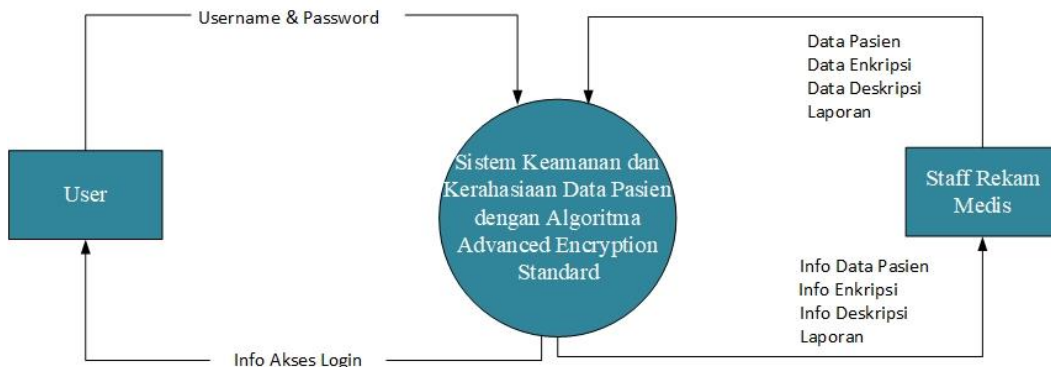 Username & Password
Data Pasien
Data Enkripsi
Data Deskripsi
Laporan
User
Sistem Keamanan dan
Kerahasiaan Data Pasien
dengan Algoritma
Advanced Encryption
Standard
Staff Rekam
Medis
Info Data Pasien
Info Enkripsi
Info Deskripsi
Laporan
Info Akses Login